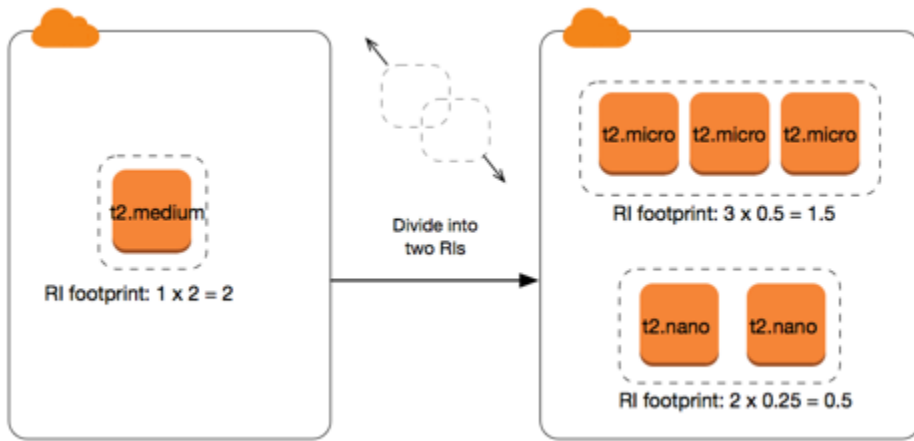 t2.medium
RI footprint: 1 x 2 = 2
Divide into
two RIs
t2.micro t2.micro t2.micro
RI footprint: 3 x 0.5 = 1.5
t2.nano t2.nano
RI footprint: 2 x 0.25 = 0.5